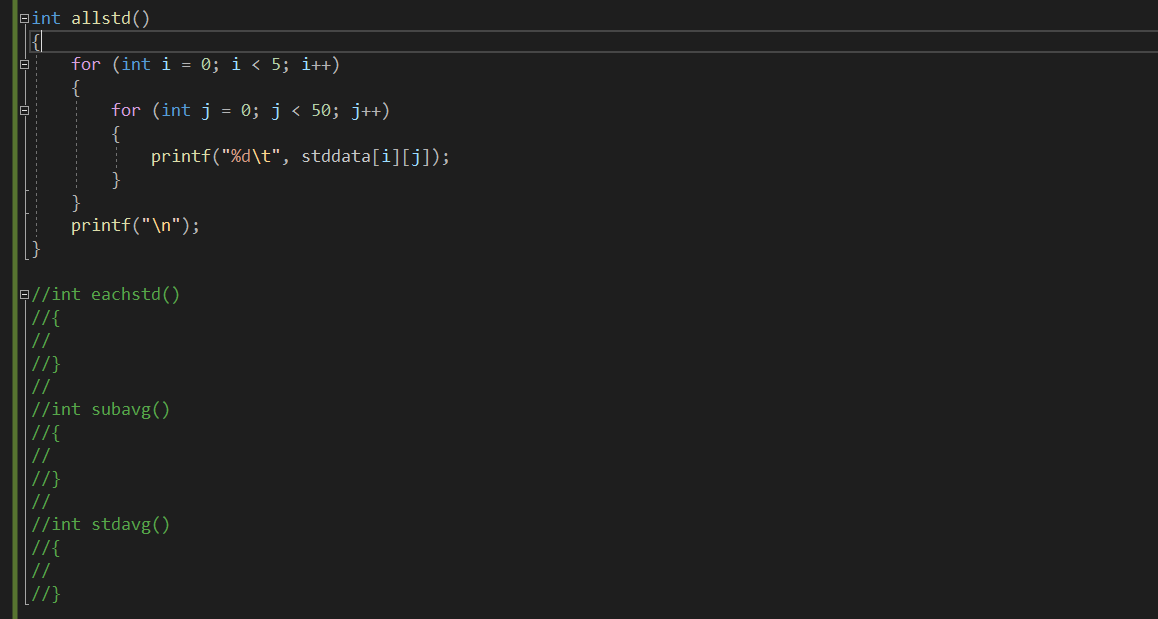 int allstd()
{
    for (int i = 0; i < 5; i++)
    {
        for (int j = 0; j < 50; j++)
        {
            printf("%d\t", stddata[i][j]);
        }
    }
    printf("\n");
}

//int eachstd()
//{
//
//}
//
//int subavg()
//{
//
//}
//
//int stdavg()
//{
//
//}